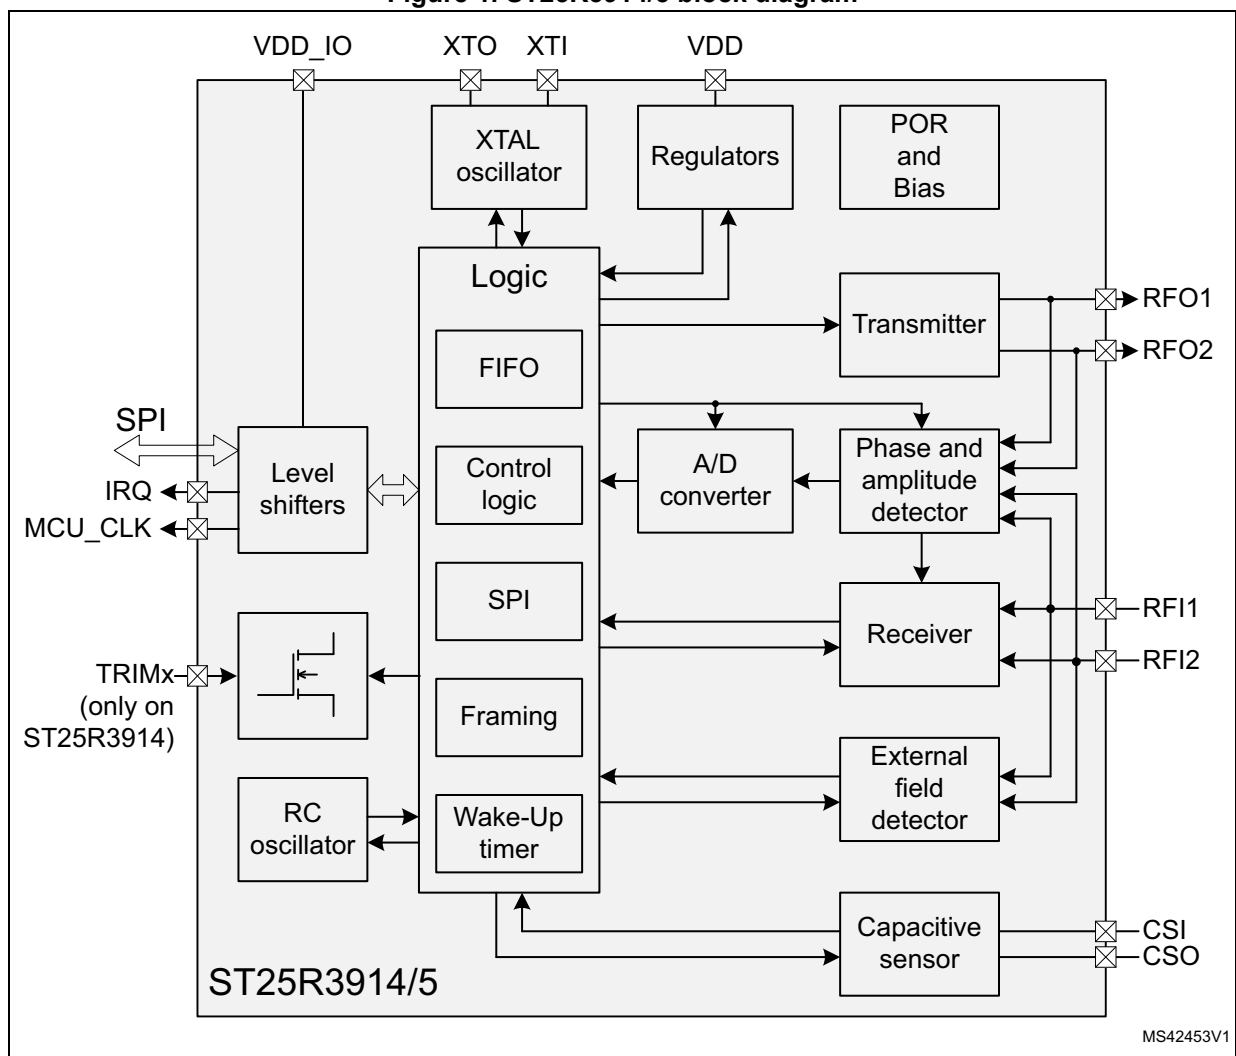 VDD_IO XTO XTI VDD
XTAL
oscillator
Regulators
POR
and
Bias
Logic
FIFO
Control
logic
SPI
Framing
Wake-Up
timer
Transmitter
RFO1
RFO2
A/D
converter
Phase and
amplitude
detector
SPI
IRQ
MCU_CLK
Level
shifters
TRIMx
(only on
ST25R3914)
RC
oscillator
Receiver
RFI1
RFI2
External
field
detector
Capacitive
sensor
CSI
CSO
ST25R3914/5
MS42453V1